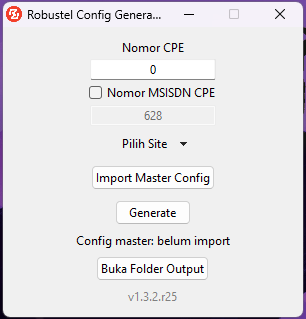 Robustel Config Genera...
Nomor CPE
0
Nomor MSISDN CPE
628
Pilih Site
Import Master Config
Generate
Config master: belum import
Buka Folder Output
v1.3.2.r25